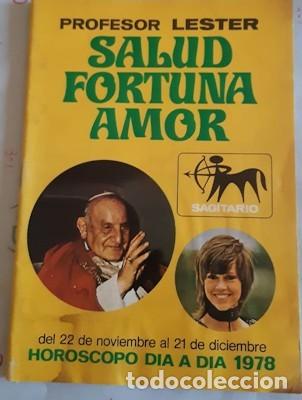 PROFESOR LESTER
SALUD
FORTUNA
AMOR
SAGITARIO
del 22 de noviembre al 21 de diciembre
HOROSCOPO DIA A DIA 1978
todocoleccion